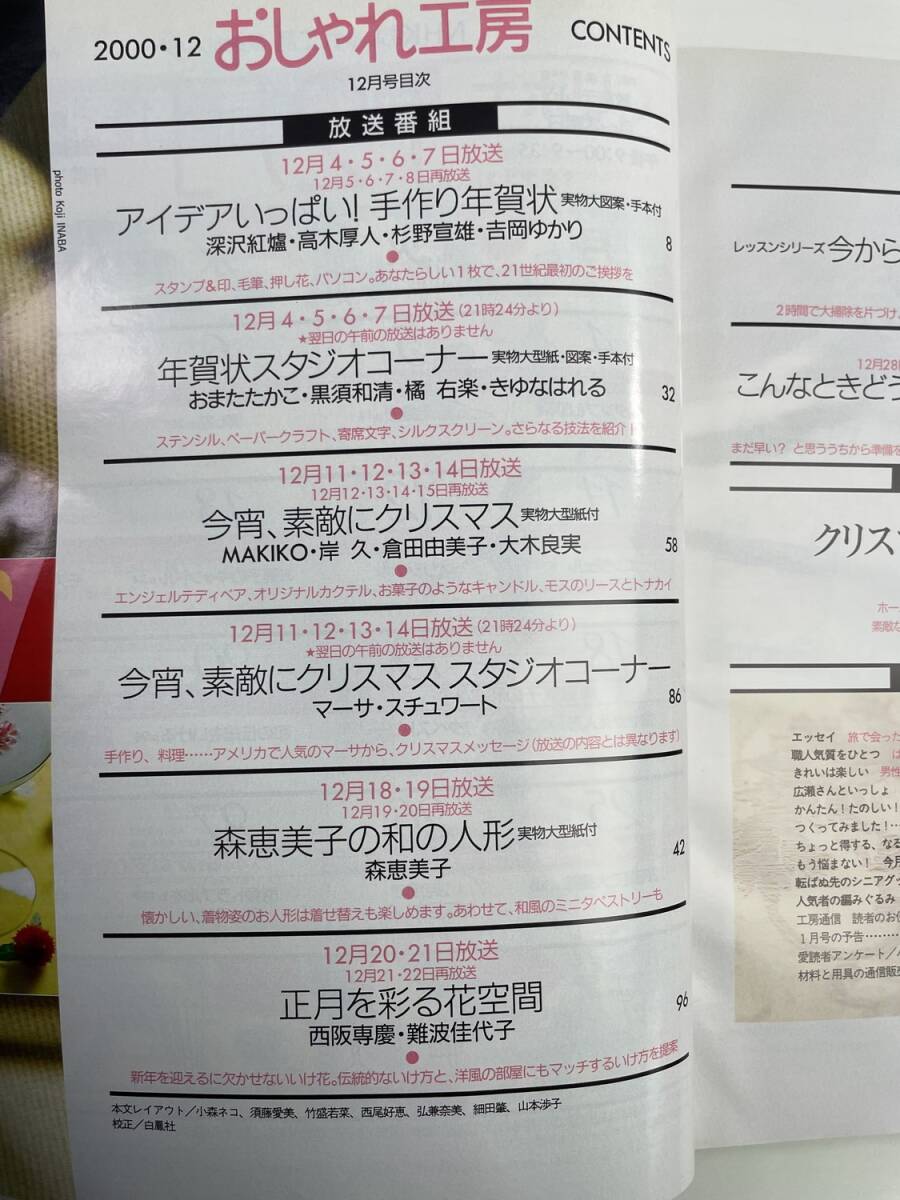 2000・12 おしゃれ工房 CONTENTS
12月号目次
放送番組
12月4・5・6・7日放送
12月5・6・7・8日再放送
アイデアいっぱい! 手作り年賀状 実物大図案・手本付
深沢紅爐・高木厚人・杉野宣雄・吉岡ゆかり 8
スタンプ&印、毛筆、押し花、パソコン。あなたらしい1枚で、21世紀最初のご挨拶を
12月4・5・6・7日放送(21時24分より)
★翌日の午前の放送はありません
年賀状スタジオコーナー 実物大型紙・図案・手本付
おまたたかこ・黒須和清・橘 右楽・きゆなはれる 32
ステンシル、ペーパークラフト、寄席文字、シルクスクリーン。さらなる技法を紹介!
12月11・12・13・14日放送
12月12・13・14・15日再放送
今宵、素敵にクリスマス 実物大型紙付
MAKIKO・岸 久・倉田由美子・大木良実 58
エンジェルテディベア、オリジナルカクテル、お菓子のようなキャンドル、モスのリースとトナカイ
12月11・12・13・14日放送(21時24分より)
★翌日の午前の放送はありません
今宵、素敵にクリスマス スタジオコーナー
マーサ・スチュワート 86
手作り、料理……アメリカで人気のマーサから、クリスマスメッセージ(放送の内容とは異なります)
12月18・19日放送
12月19・20日再放送
森恵美子の和の人形 実物大型紙付
森恵美子 42
懐かしい、着物姿のお人形は着せ替えも楽しめます。あわせて、和風のミニタペストリーも
12月20・21日放送
12月21・22日再放送
正月を彩る花空間
西阪専慶・難波佳代子 96
新年を迎えるに欠かせないいけ花。伝統的ないけ方と、洋風の部屋にもマッチするいけ方を提案
本文レイアウト/小森ネコ、須藤愛美、竹盛若菜、西尾好恵、弘兼奈美、細田肇、山本渉子
校正/白鳳社
photo Koji INABA
レッスンシリーズ 今から
2時間で大掃除を片づけ
12月28
こんなときどう
まだ早い? と思ううちから準備を
クリス
ホー
素敵な
エッセイ 旅で会った
職人気質をひとつ は
きれいは楽しい 男性
広瀬さんといっしょ
かんたん!たのしい!
つくってみました!…
ちょっと得する、なる
もう悩まない! 今月
転ばぬ先のシニアグッ
人気者の編みぐるみ
工房通信 読者のお
1月号の予告………
愛読者アンケート/
材料と用具の通信販